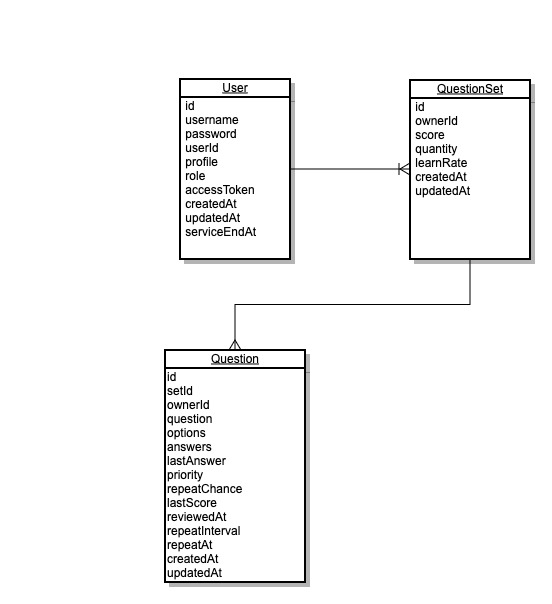 User
id
username
password
userId
profile
role
accessToken
createdAt
updatedAt
serviceEndAt
QuestionSet
id
ownerId
score
quantity
learnRate
createdAt
updatedAt
Question
id
setId
ownerId
question
options
answers
lastAnswer
priority
repeatChance
lastScore
reviewedAt
repeatInterval
repeatAt
createdAt
updatedAt